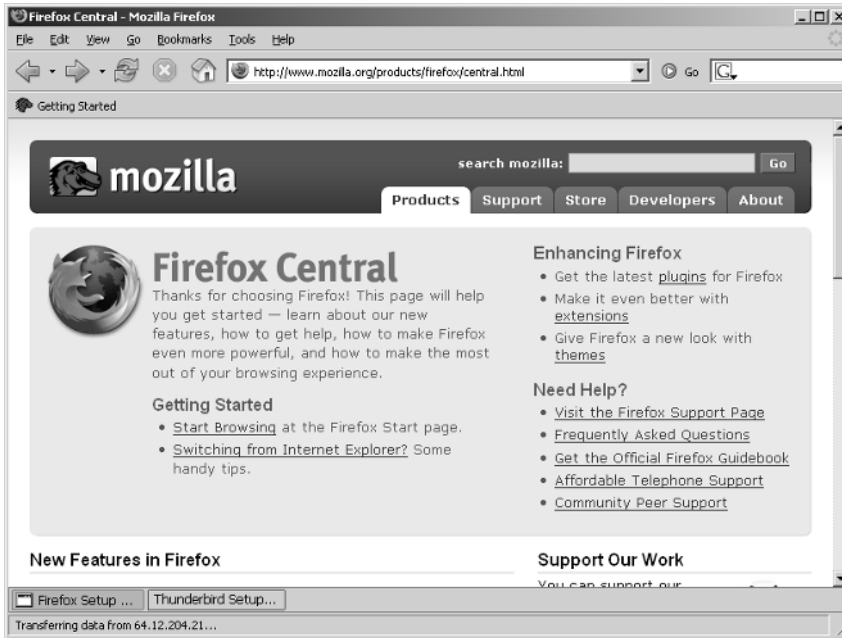 Firefox Central - Mozilla Firefox
File Edit View Go Bookmarks Tools Help
http://www.mozilla.org/products/firefox/central.html Go G
Getting Started
mozilla
search mozilla: Go
Products Support Store Developers About
Firefox Central
Thanks for choosing Firefox! This page will help
you get started — learn about our new
features, how to get help, how to make Firefox
even more powerful, and how to make the most
out of your browsing experience.
Getting Started
• Start Browsing at the Firefox Start page.
• Switching from Internet Explorer? Some
handy tips.
Enhancing Firefox
• Get the latest plugins for Firefox
• Make it even better with
extensions
• Give Firefox a new look with
themes
Need Help?
• Visit the Firefox Support Page
• Frequently Asked Questions
• Get the Official Firefox Guidebook
• Affordable Telephone Support
• Community Peer Support
New Features in Firefox
Support Our Work
You can support our
Firefox Setup ... Thunderbird Setup...
Transferring data from 64.12.204.21...